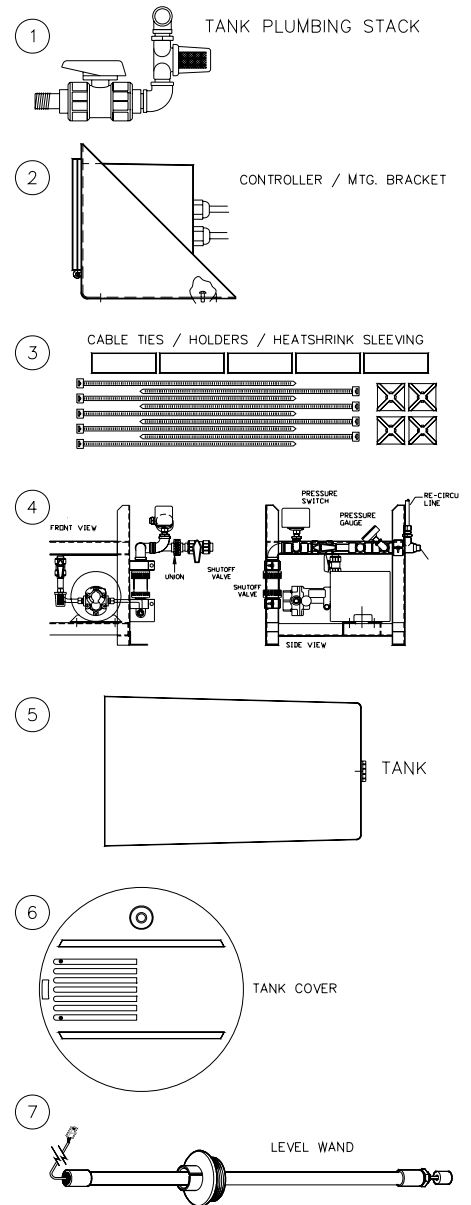 1
TANK PLUMBING STACK
2
CONTROLLER / MTG. BRACKET
3
CABLE TIES / HOLDERS / HEATSHRINK SLEEVING
4
FRONT VIEW
UNION
SHUTOFF
VALVE
PRESSURE
SWITCH
PRESSURE
GAUGE
RE-CIRCU
LINE
SHUTOFF
VALVE
SIDE VIEW
5
TANK
6
TANK COVER
7
LEVEL WAND